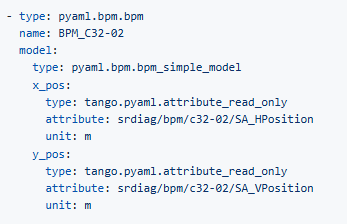 - type: pyaml.bpm.bpm
  name: BPM_C32-02
  model:
    type: pyaml.bpm.bpm_simple_model
    x_pos:
      type: tango.pyaml.attribute_read_only
      attribute: srdiag/bpm/c32-02/SA_HPosition
      unit: m
    y_pos:
      type: tango.pyaml.attribute_read_only
      attribute: srdiag/bpm/c32-02/SA_VPosition
      unit: m